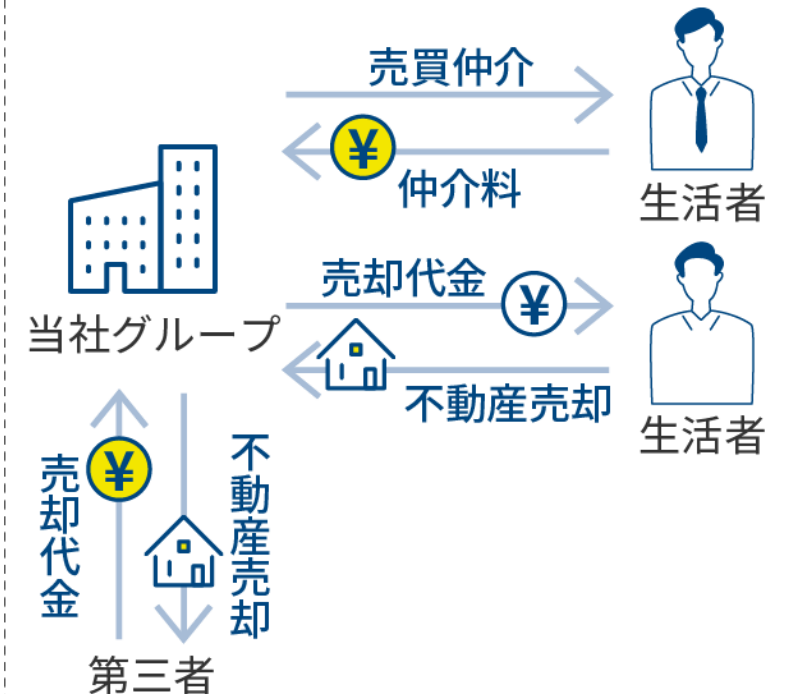 売買仲介
¥
仲介料
生活者
売却代金
¥
不動産売却
生活者
当社グループ
売却代金
¥
不動産売却
第三者